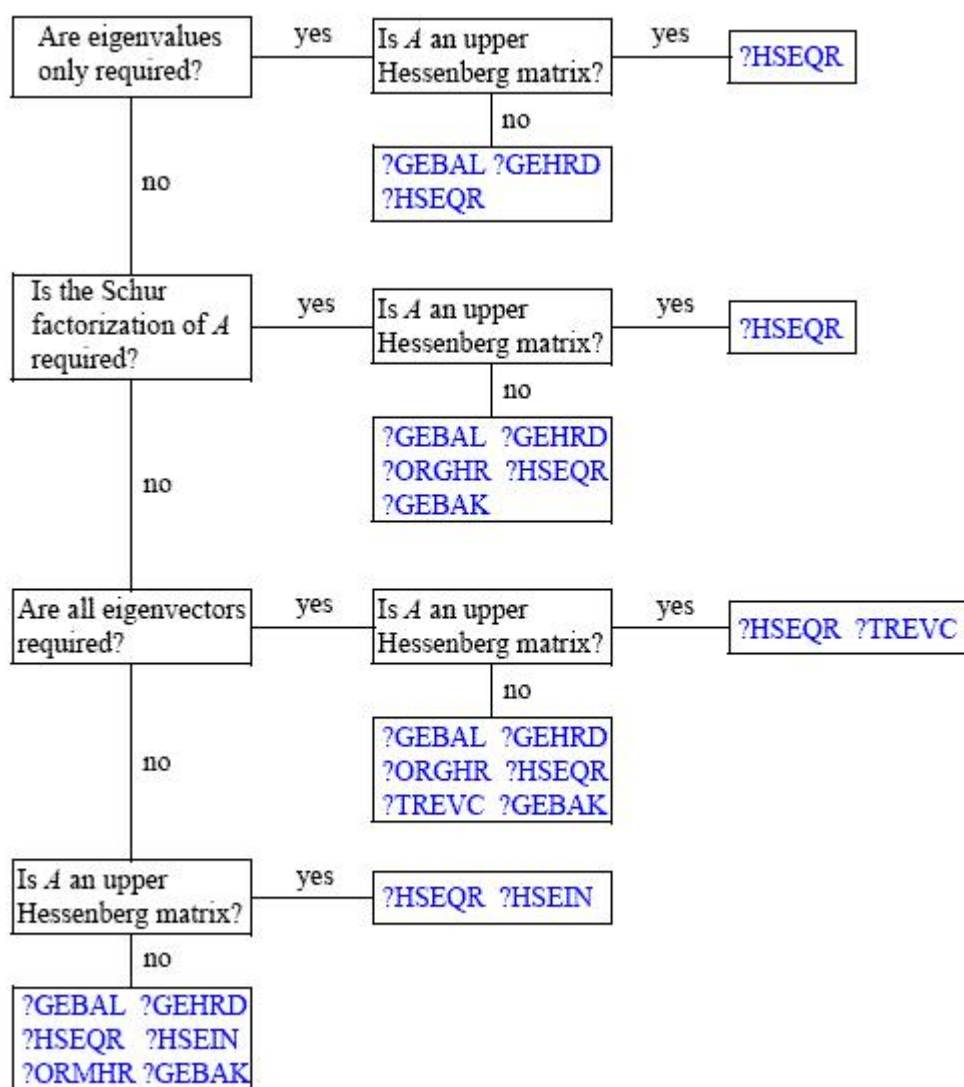 Are eigenvalues
only required?
yes
Is A an upper
Hessenberg matrix?
yes
?HSEQR
no
?GEBAL ?GEHRD
?HSEQR
no
Is the Schur
factorization of A
required?
yes
Is A an upper
Hessenberg matrix?
yes
?HSEQR
no
?GEBAL ?GEHRD
?ORGHR ?HSEQR
?GEBAK
no
Are all eigenvectors
required?
yes
Is A an upper
Hessenberg matrix?
yes
?HSEQR ?TREVC
no
?GEBAL ?GEHRD
?ORGHR ?HSEQR
?TREVC ?GEBAK
no
Is A an upper
Hessenberg matrix?
yes
?HSEQR ?HSEIN
no
?GEBAL ?GEHRD
?HSEQR ?HSEIN
?ORMHR ?GEBAK